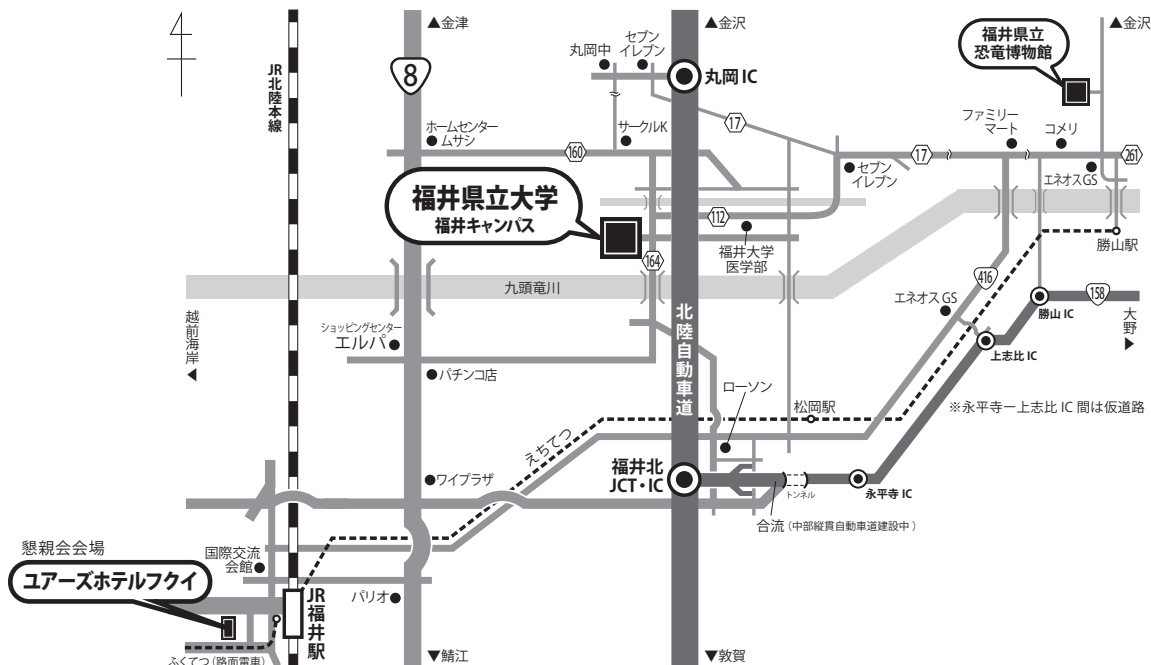 ▲金津
▲金沢
▲金沢
JR北陸本線
8
丸岡中
セブン
イレブン
丸岡 IC
福井県立
恐竜博物館
ホームセンター
ムサシ
サークルK
17
ファミリー
マート
コメリ
160
17
261
セブン
イレブン
エネオスGS
福井県立大学
福井キャンパス
112
福井大学
医学部
164
勝山駅
九頭竜川
416
158
エネオス GS
勝山 IC
越前海岸
▼
大野
▼
ショッピングセンター
エルパ
北陸自動車道
上志比 IC
パチンコ店
ローソン
松岡駅
※永平寺ー上志比 IC 間は仮道路
えちてつ
福井北
JCT・IC
ワイプラザ
トンネル
永平寺 IC
合流 (中部縦貫自動車道建設中 )
懇親会会場
国際交流
会館
ユアーズホテルフクイ
JR福井駅
パリオ
ふくてつ (路面電車)
▼鯖江
▼敦賀